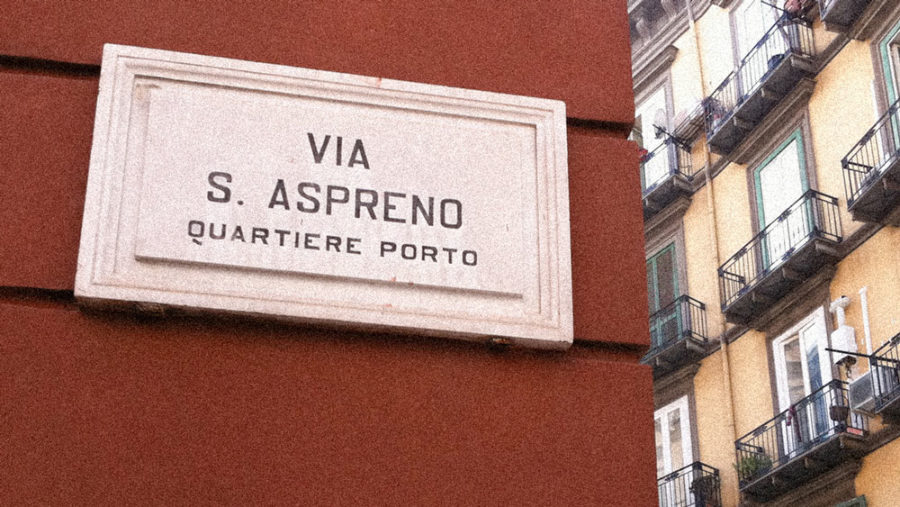 VIA
S. ASPRENO
QUARTIERE PORTO